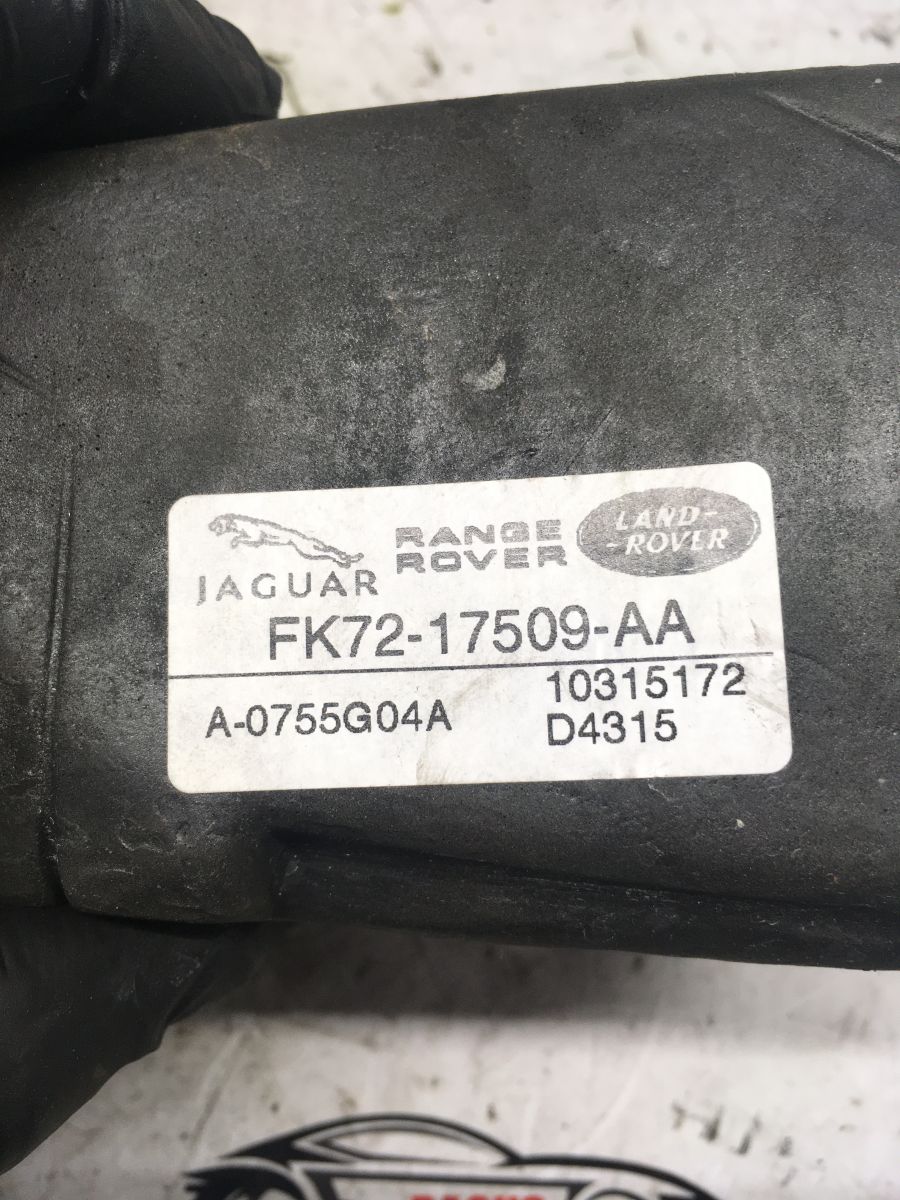 JAGUAR
RANGE
ROVER
LAND-
-ROVER
FK72-17509-AA
A-0755G04A
10315172
D4315